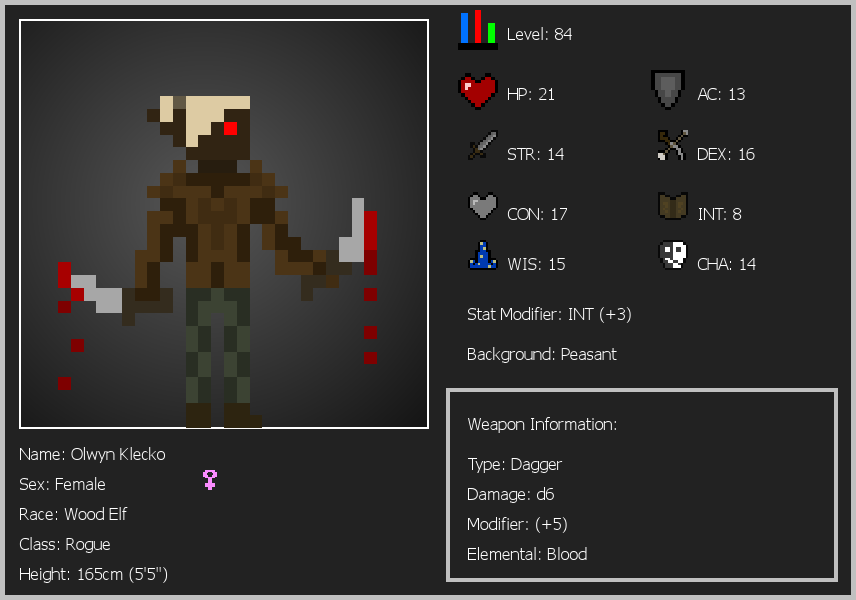 Level: 84
HP: 21
AC: 13
STR: 14
DEX: 16
CON: 17
INT: 8
WIS: 15
CHA: 14
Stat Modifier: INT (+3)
Background: Peasant
Weapon Information:
Type: Dagger
Damage: d6
Modifier: (+5)
Elemental: Blood
Name: Olwyn Klecko
Sex: Female
Race: Wood Elf
Class: Rogue
Height: 165cm (5'5")